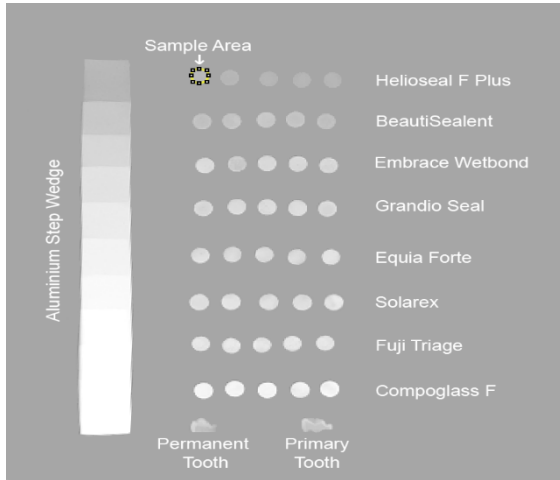 Sample Area
Helioseal F Plus
BeautiSealent
Embrace Wetbond
Grandio Seal
Equia Forte
Solarex
Fuji Triage
Compoglass F
Aluminium Step Wedge
Permanent
Tooth
Primary
Tooth